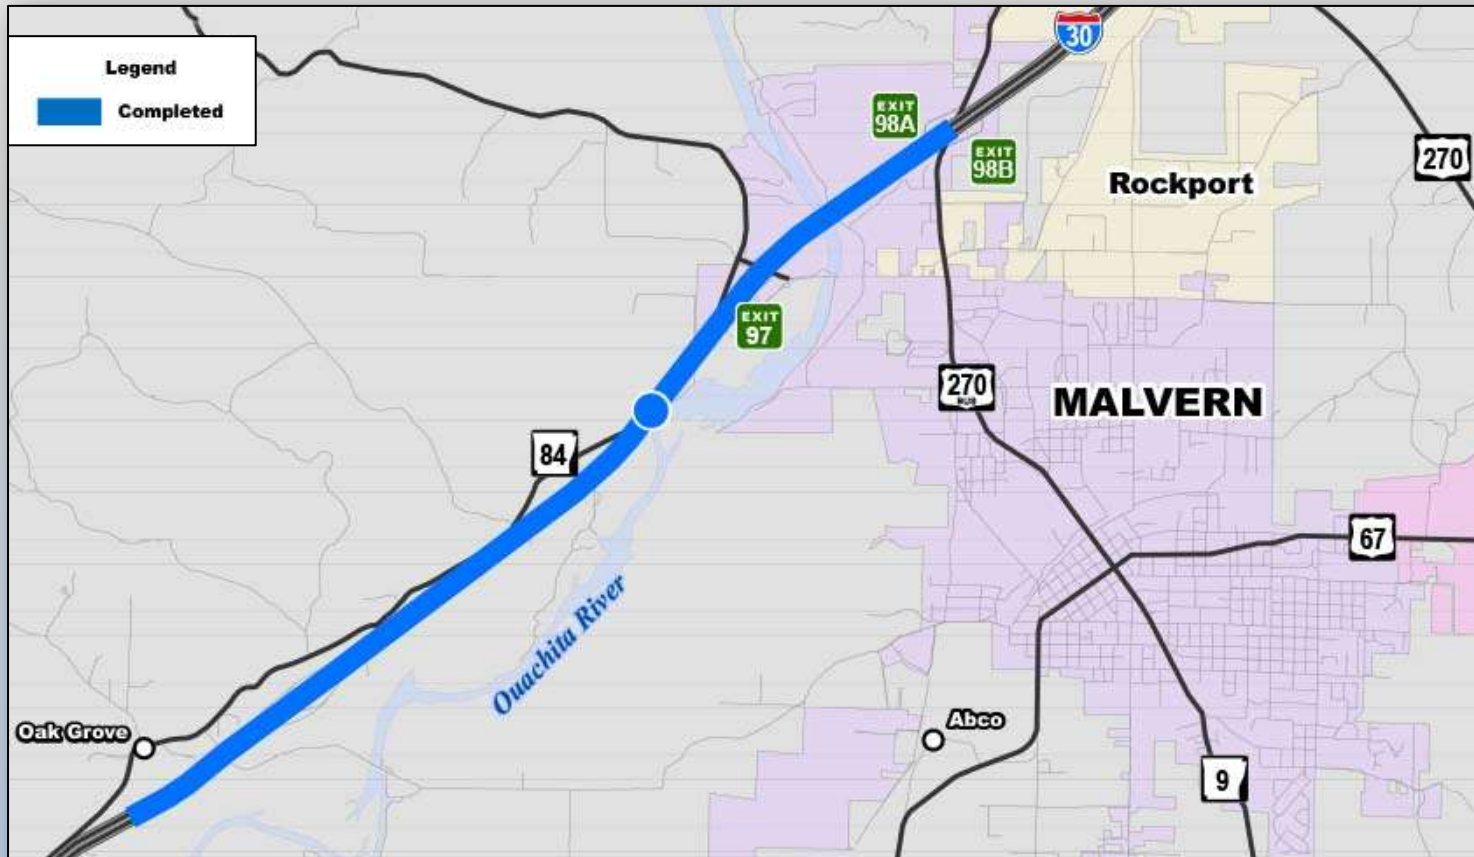 Legend
Completed
30
EXIT
98A
EXIT
98B
270
Rockport
EXIT
97
270
BUS
MALVERN
84
67
Ouachita River
Oak Grove
Abco
9